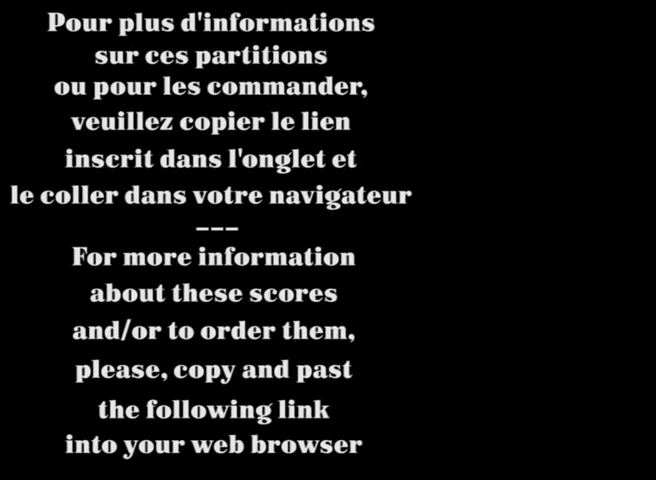 Pour plus d'informations
sur ces partitions
ou pour les commander,
veuillez copier le lien
inscrit dans l'onglet et
le coller dans votre navigateur
---
For more information
about these scores
and/or to order them,
please, copy and past
the following link
into your web browser